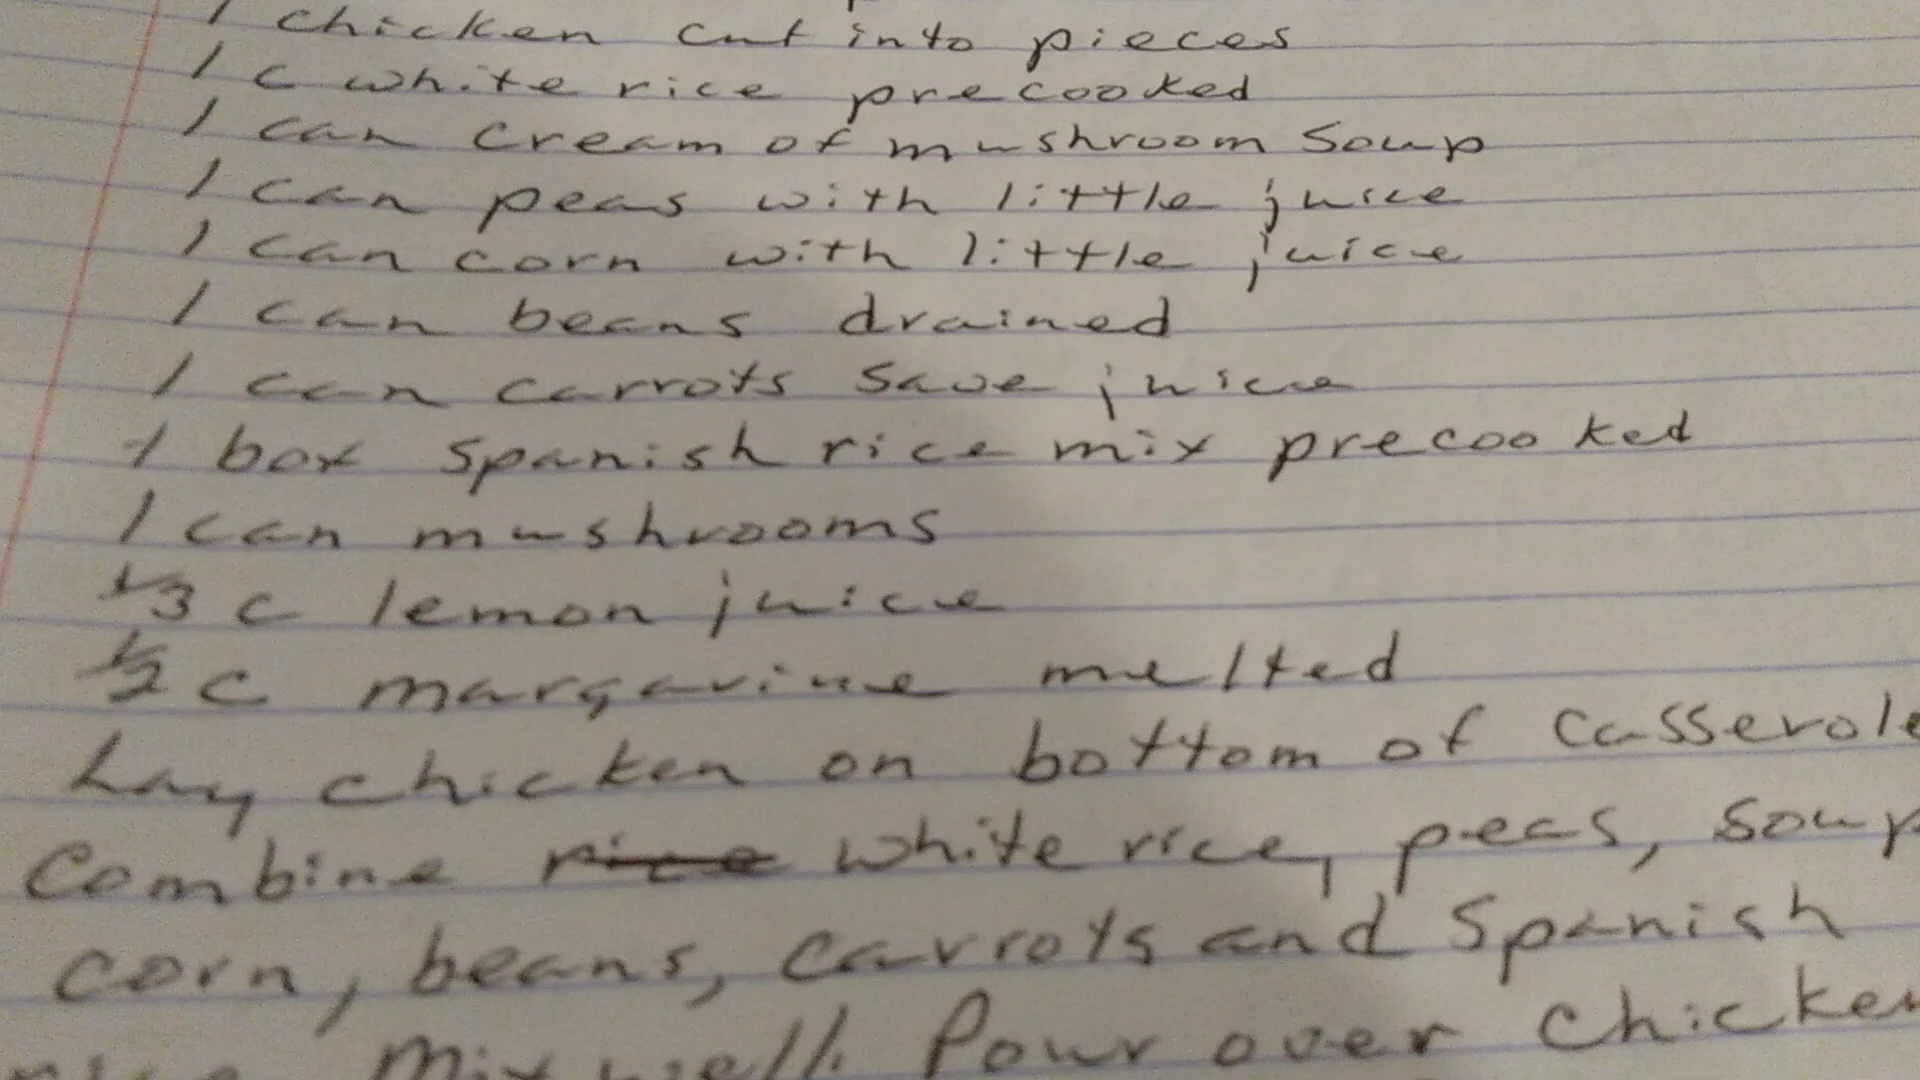 1 chicken cut into pieces
1 c white rice precooked
1 can cream of mushroom soup
1 can peas with little juice
1 can corn with little juice
1 can beans drained
1 can carrots save juice
1 box spanish rice mix precooked
1 can mushrooms
1/3 c lemon juice
1/2 c margarine melted
Lay chicken on bottom of casserole
Combine rice white rice, peas, soup
corn, beans, carrots and Spanish
rice. Mix well. Pour over chicken